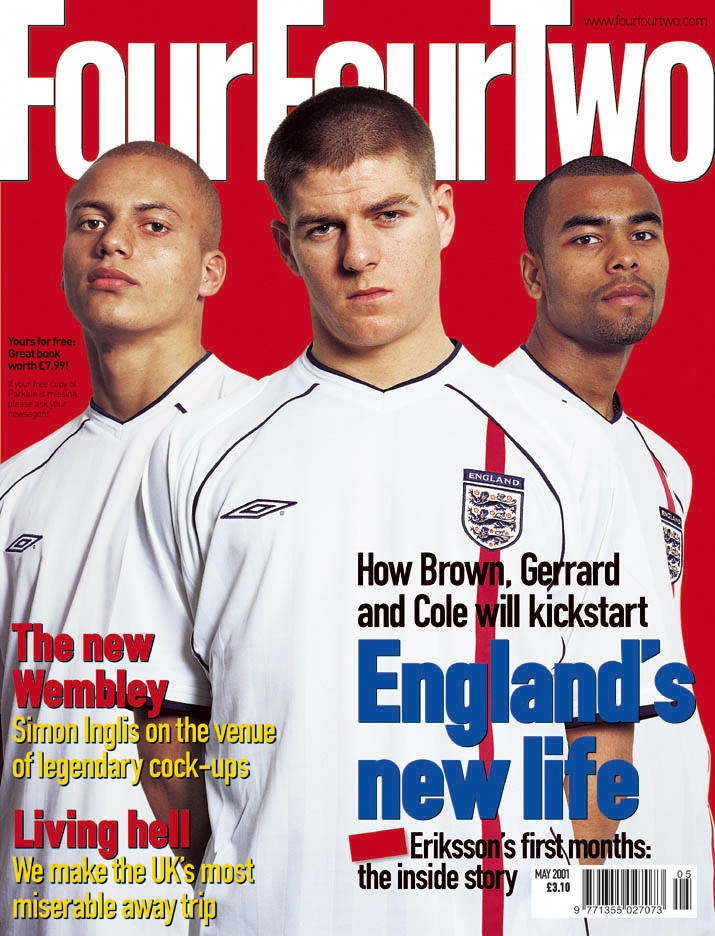 www.fourfourtwo.com
FourFourTwo
Yours for free:
Great book
worth £7.99!
If your free copy of
Parklife is missing,
please ask your
newsagent
ENGLAND
ENGLAND
How Brown, Gerrard
and Cole will kickstart
England's
new life
Eriksson's first months:
the inside story
The new
Wembley
Simon Inglis on the venue
of legendary cock-ups
Living hell
We make the UK's most
miserable away trip
MAY 2001
£3.10
05
9 771355 027073